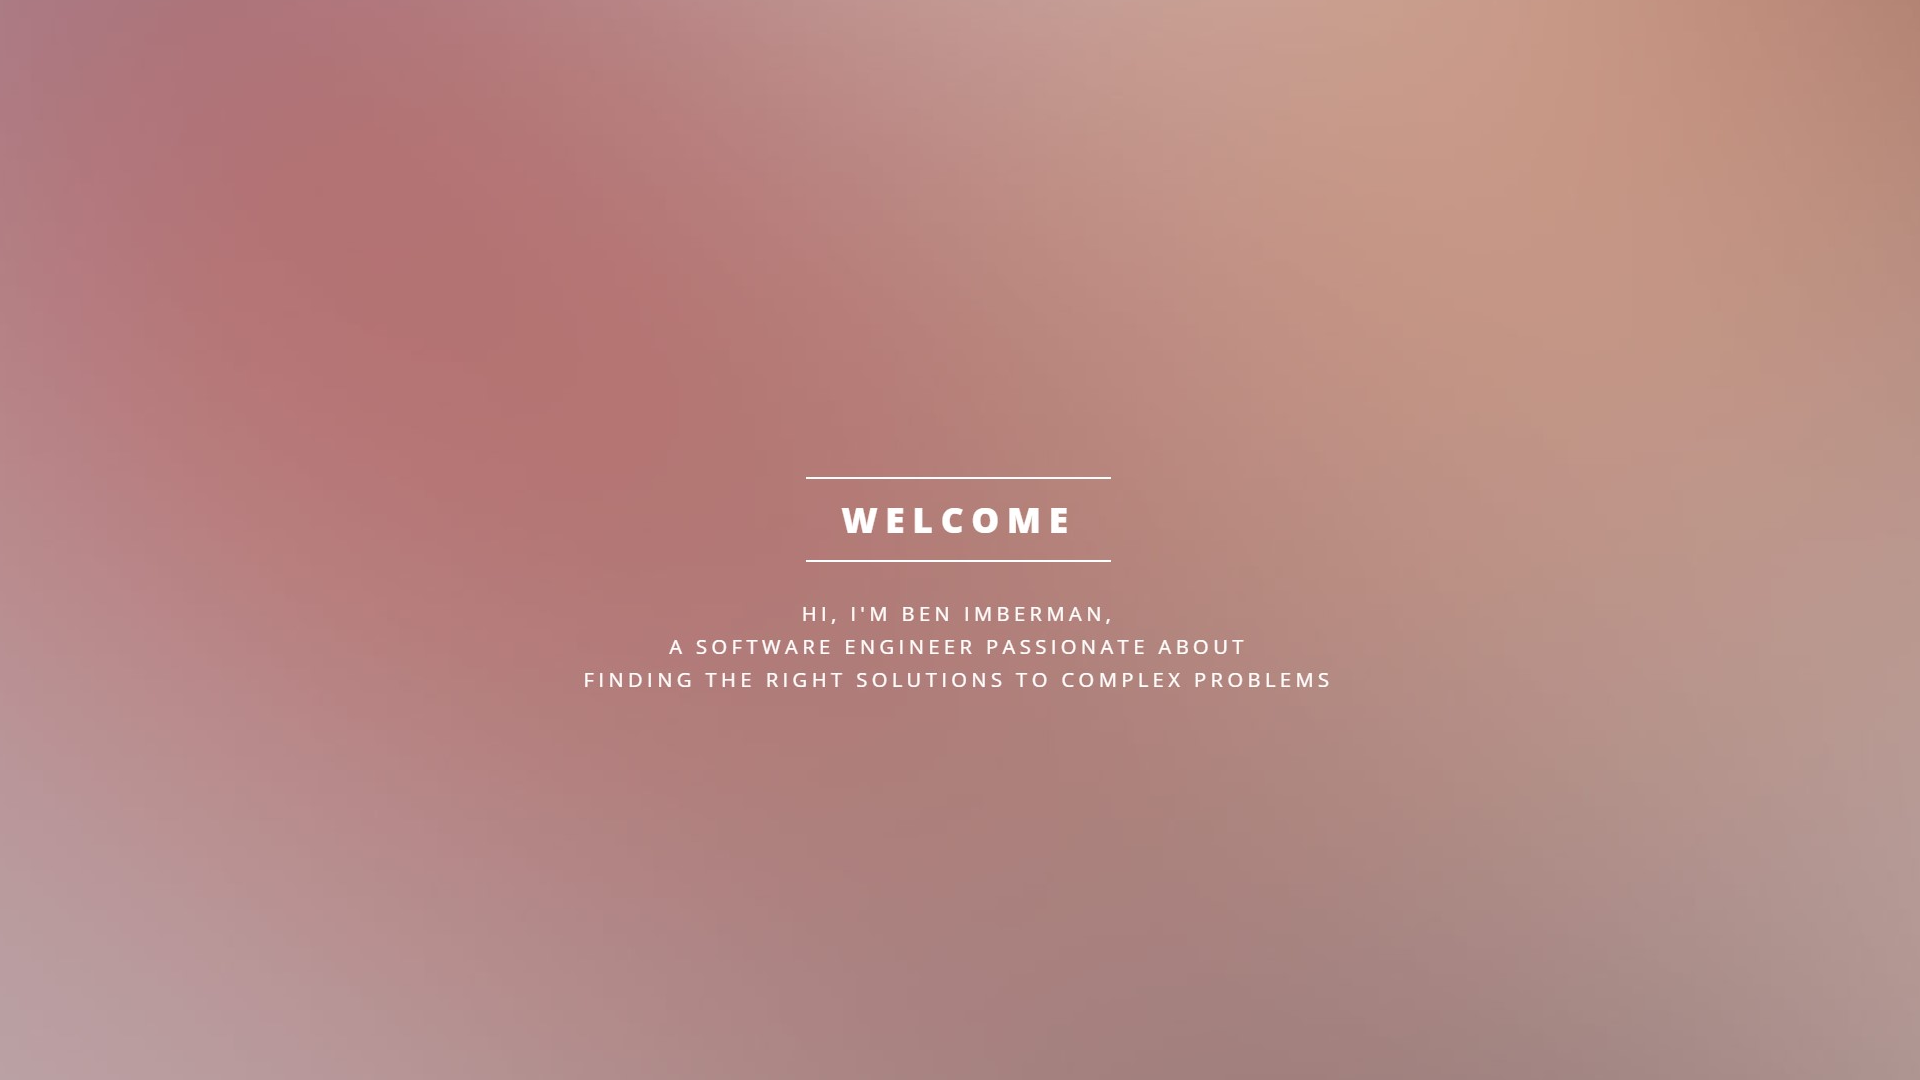 WELCOME
HI, I'M BEN IMBERMAN,
A SOFTWARE ENGINEER PASSIONATE ABOUT
FINDING THE RIGHT SOLUTIONS TO COMPLEX PROBLEMS